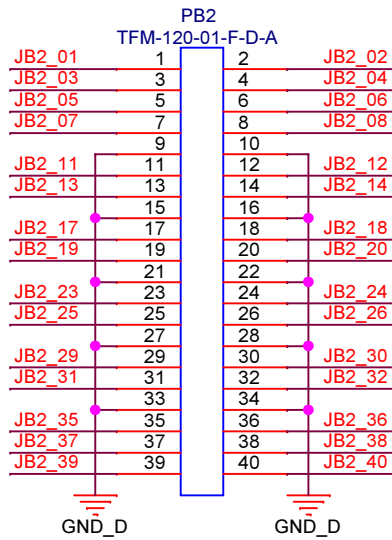 PB2
TFM-120-01-F-D-A
JB2_01 1 2 JB2_02
JB2_03 3 4 JB2_04
JB2_05 5 6 JB2_06
JB2_07 7 8 JB2_08
9 10
JB2_11 11 12 JB2_12
JB2_13 13 14 JB2_14
15 16
JB2_17 17 18 JB2_18
JB2_19 19 20 JB2_20
21 22
JB2_23 23 24 JB2_24
JB2_25 25 26 JB2_26
27 28
JB2_29 29 30 JB2_30
JB2_31 31 32 JB2_32
33 34
JB2_35 35 36 JB2_36
JB2_37 37 38 JB2_38
JB2_39 39 40 JB2_40
GND_D GND_D